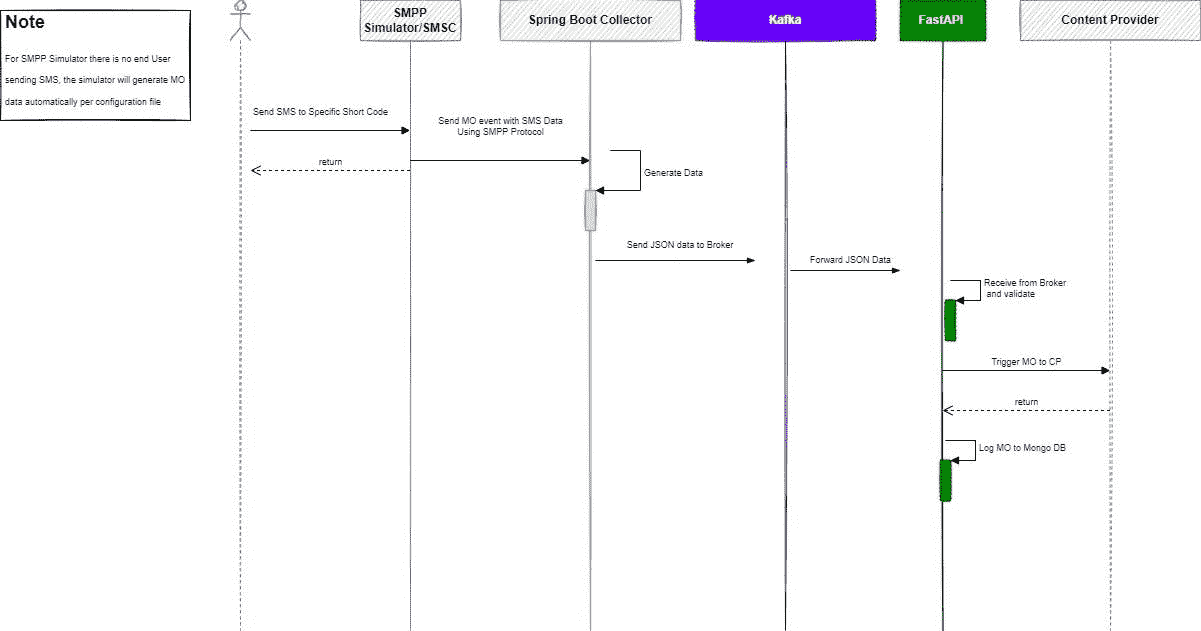 Note
For SMPP Simulator there is no end User
sending SMS, the simulator will generate MO
data automatically per configuration file
SMPP
Simulator/SMSC
Spring Boot Collector
Kafka
FastAPI
Content Provider
Send SMS to Specific Short Code
Send MO event with SMS Data
Using SMPP Protocol
return
Generate Data
Send JSON data to Broker
Forward JSON Data
Receive from Broker
and validate
Trigger MO to CP
return
Log MO to Mongo DB